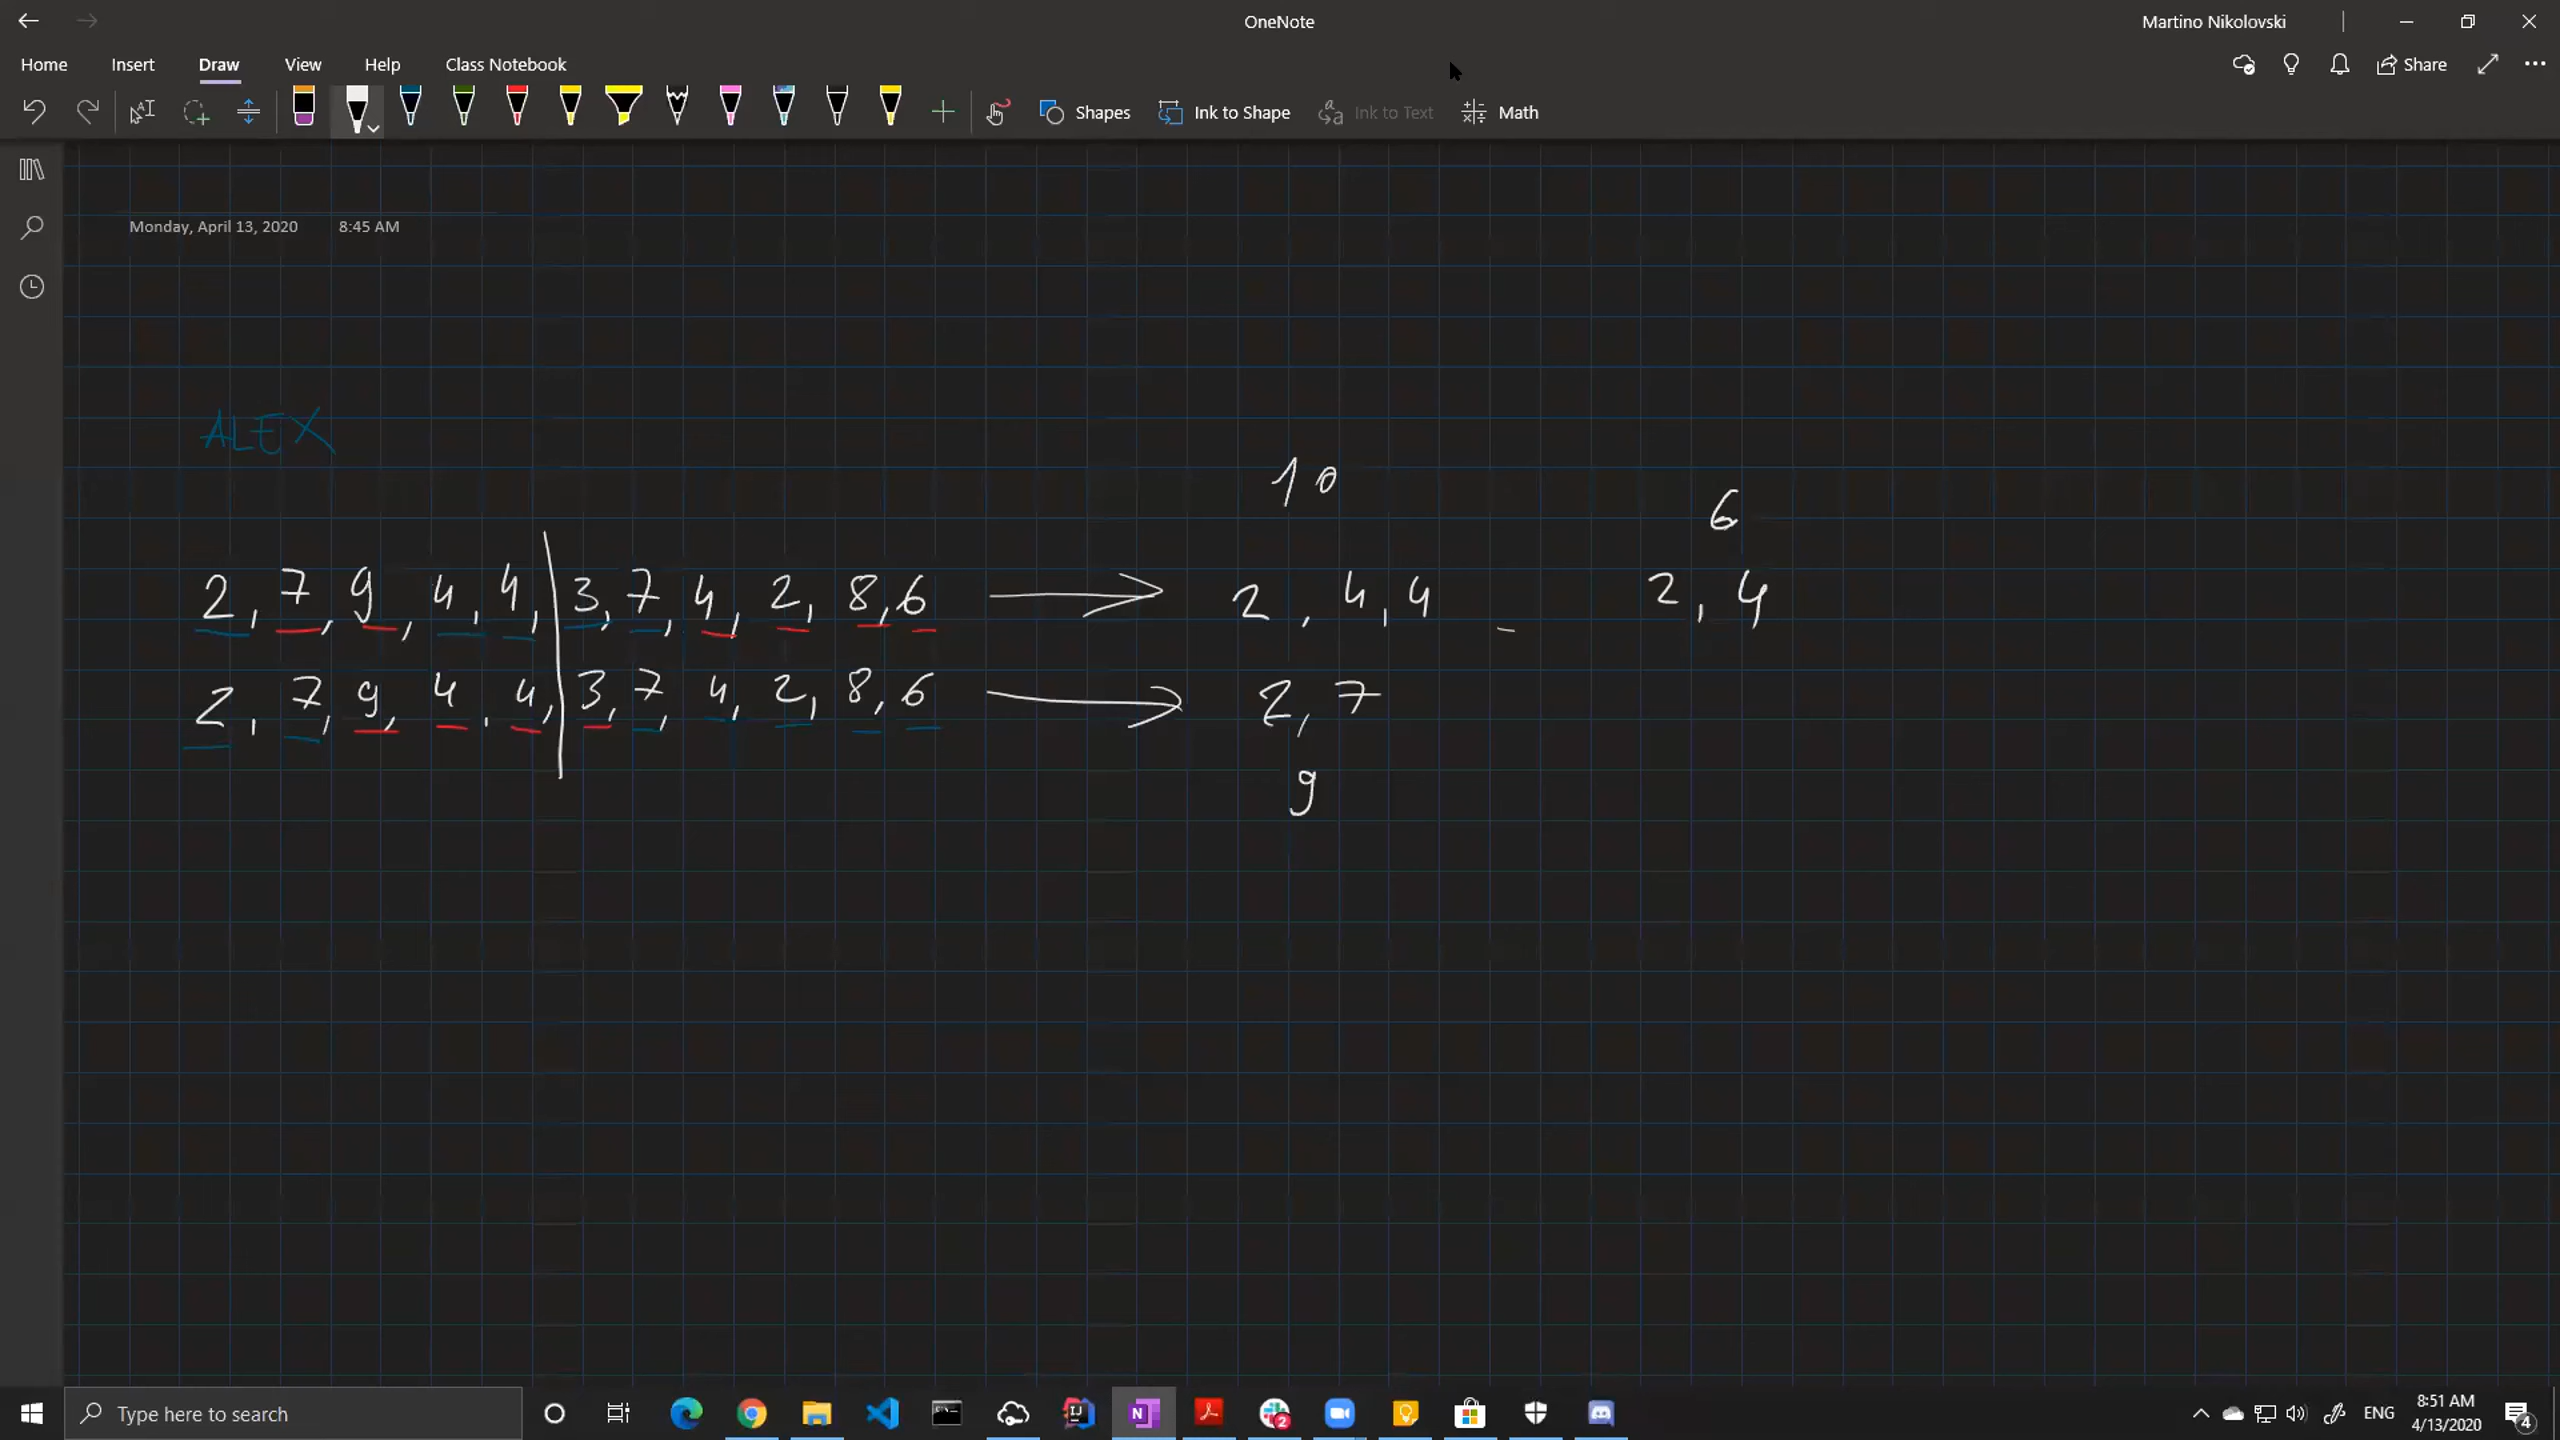 OneNote
Martino Nikolovski
Home Insert Draw View Help Class Notebook
Share
Shapes Ink to Shape Ink to Text Math
Monday, April 13, 2020 8:45 AM
ALEX
10
6
2, 7, 9, 4, 4, 3, 7, 4, 2, 8, 6 2, 4, 4 2, 4
2, 7, 9, 4, 4, 3, 7, 4, 2, 8, 6 2, 7
9
Type here to search
2
ENG
8:51 AM
4/13/2020
4